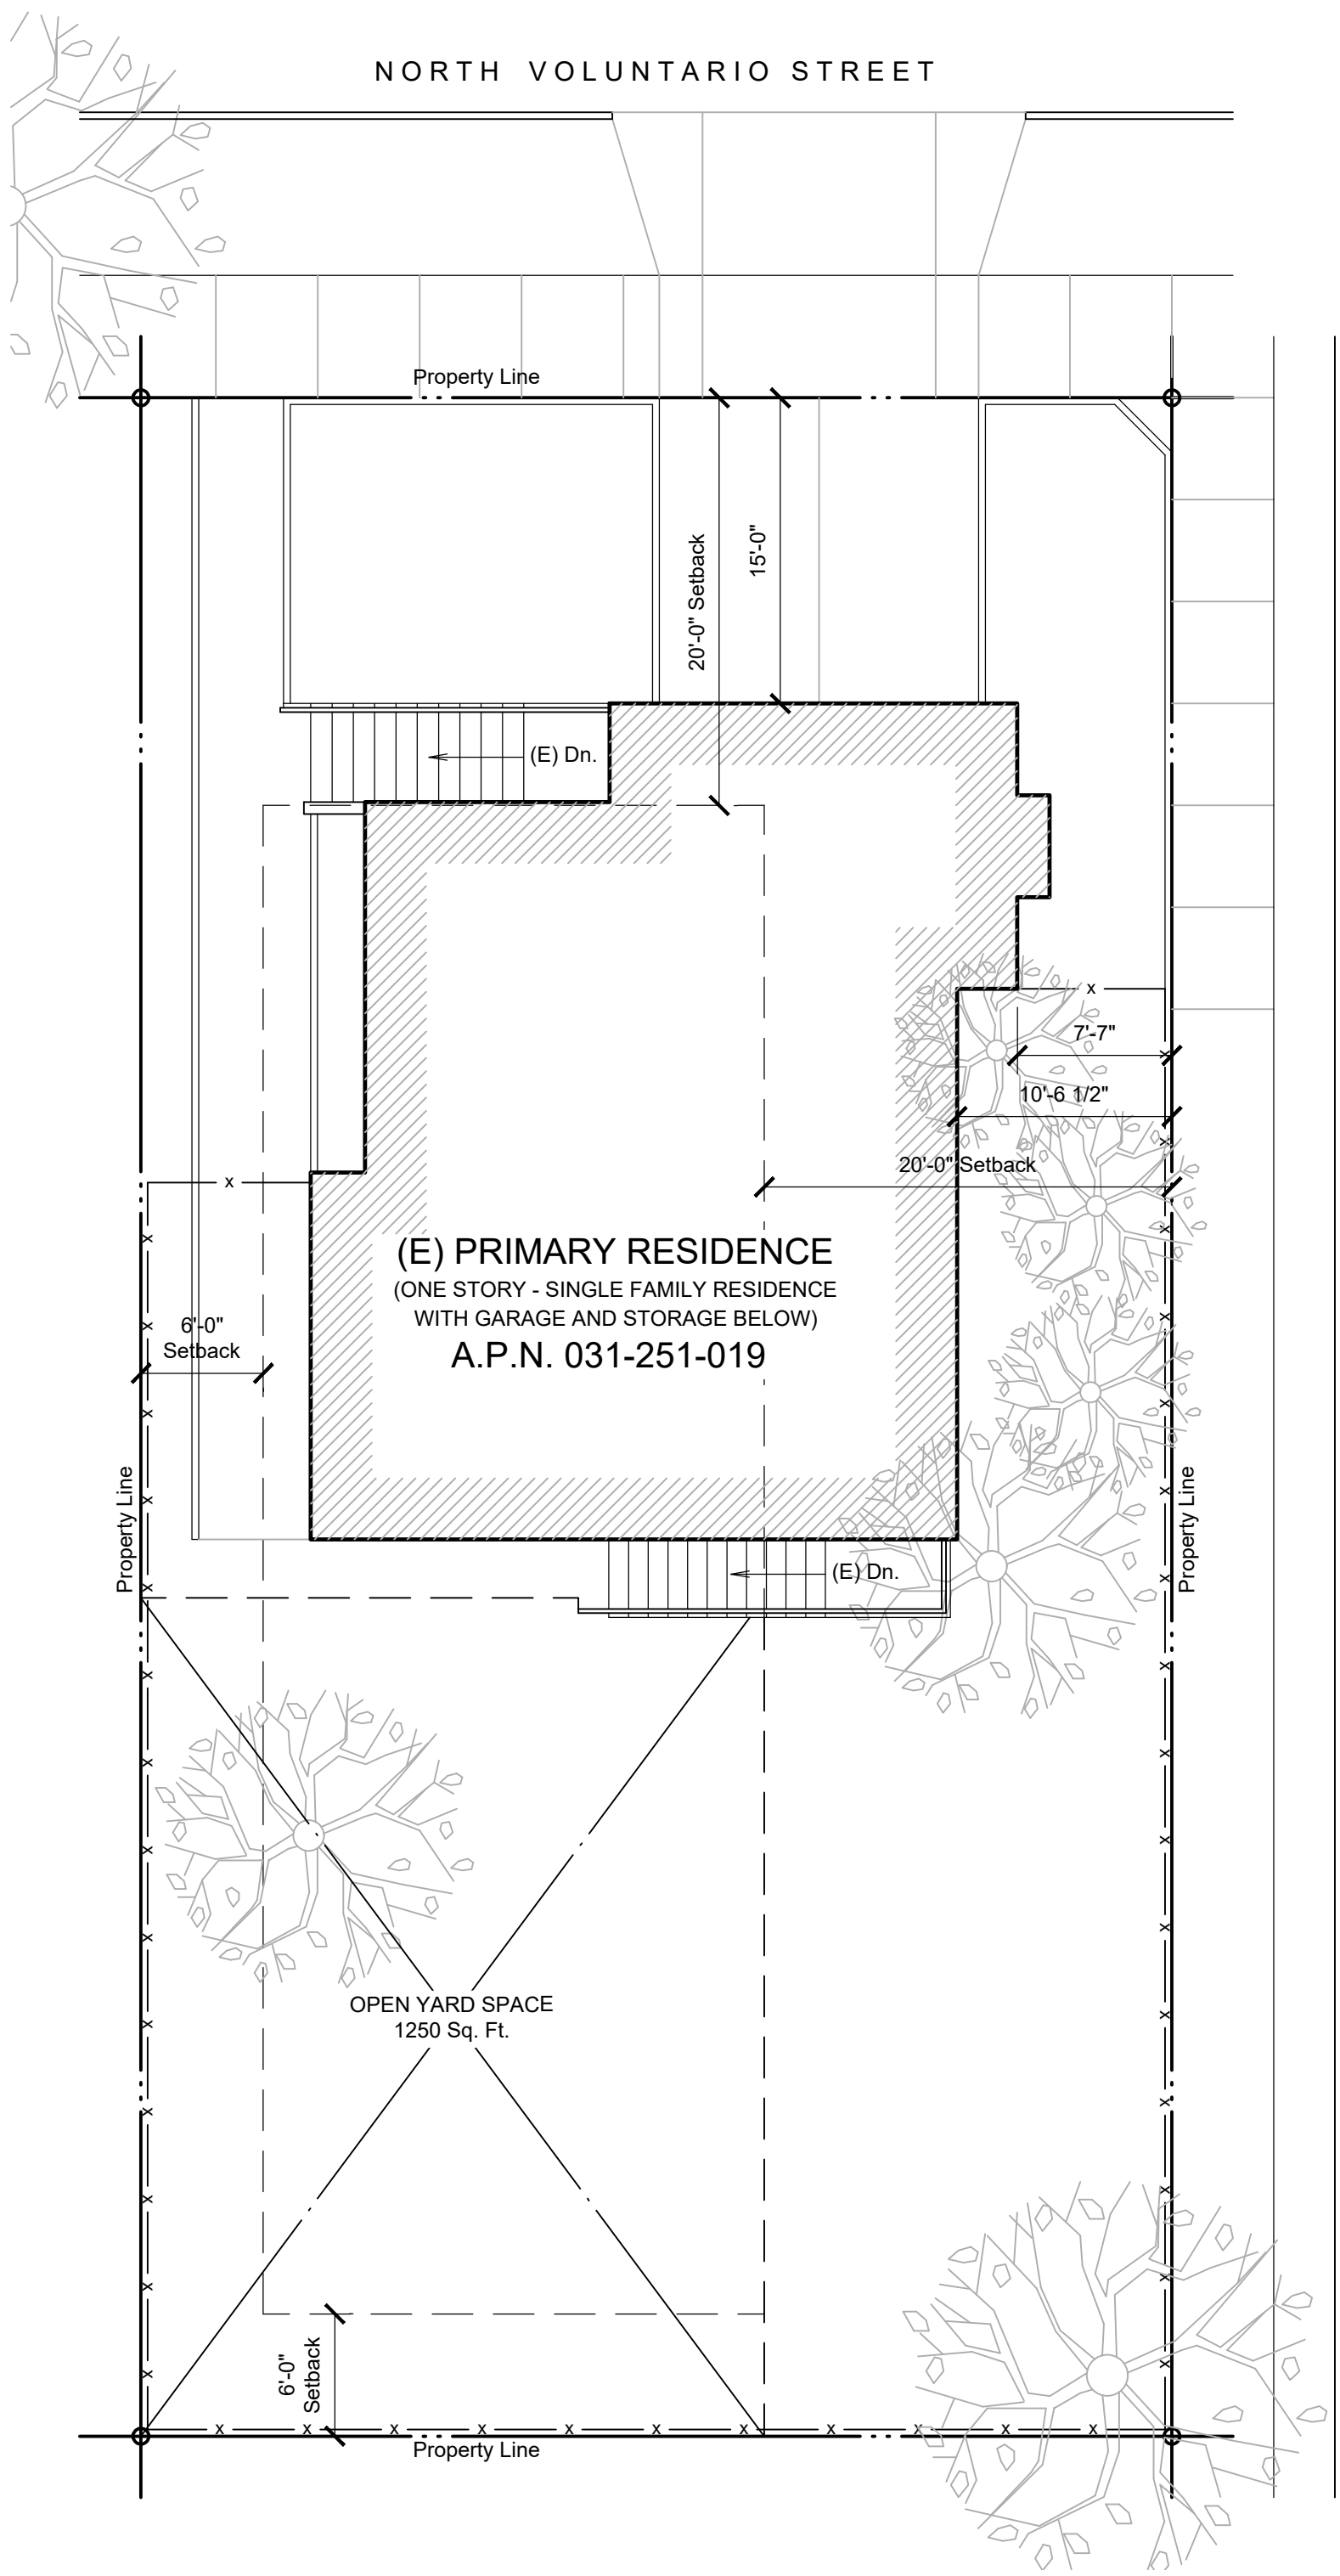 NORTH VOLUNTARIO STREET
Property Line
20'-0" Setback
15'-0"
(E) Dn.
x
7'-7"
10'-6 1/2"
20'-0" Setback
x
(E) PRIMARY RESIDENCE
(ONE STORY - SINGLE FAMILY RESIDENCE
WITH GARAGE AND STORAGE BELOW)
A.P.N. 031-251-019
6'-0"
Setback
Property Line
Property Line
(E) Dn.
OPEN YARD SPACE
1250 Sq. Ft.
6'-0"
Setback
Property Line